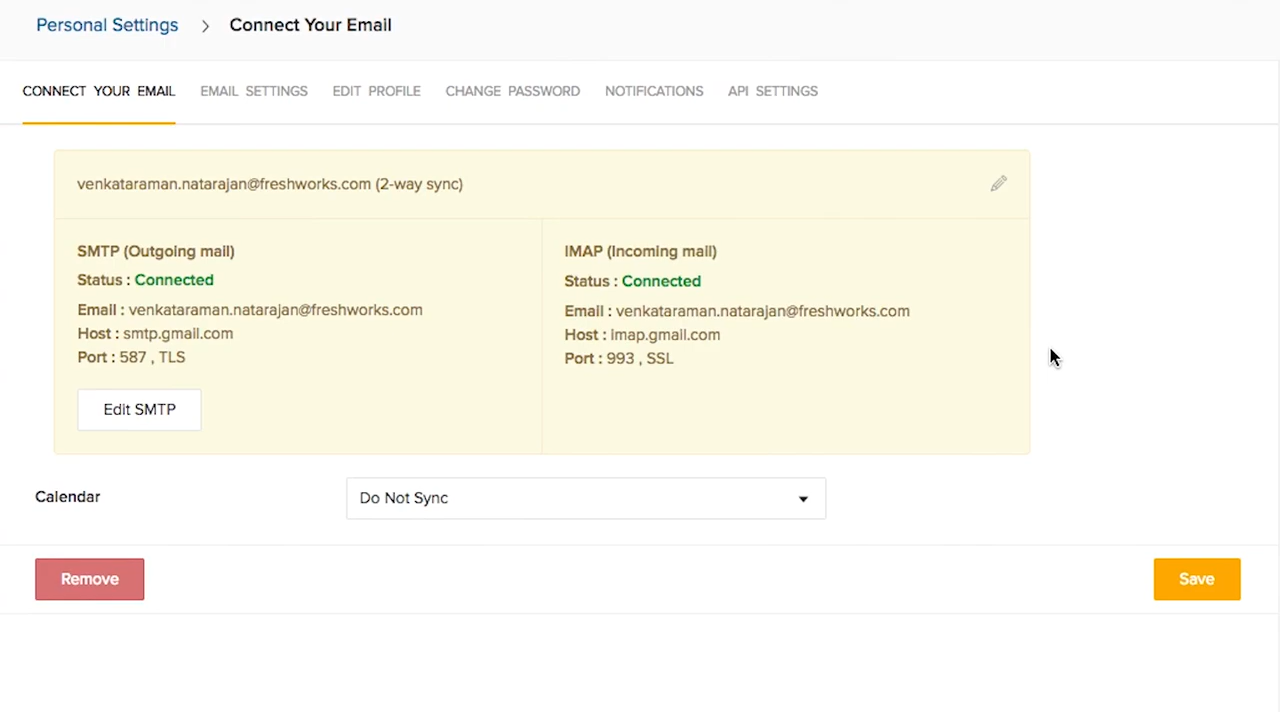 Personal Settings > Connect Your Email
CONNECT YOUR EMAIL EMAIL SETTINGS EDIT PROFILE CHANGE PASSWORD NOTIFICATIONS API SETTINGS
venkataraman.natarajan@freshworks.com (2-way sync)
SMTP (Outgoing mail)
Status : Connected
Email : venkataraman.natarajan@freshworks.com
Host : smtp.gmail.com
Port : 587 , TLS
Edit SMTP
IMAP (Incoming mail)
Status : Connected
Email : venkataraman.natarajan@freshworks.com
Host : imap.gmail.com
Port : 993 , SSL
Calendar Do Not Sync
Remove Save